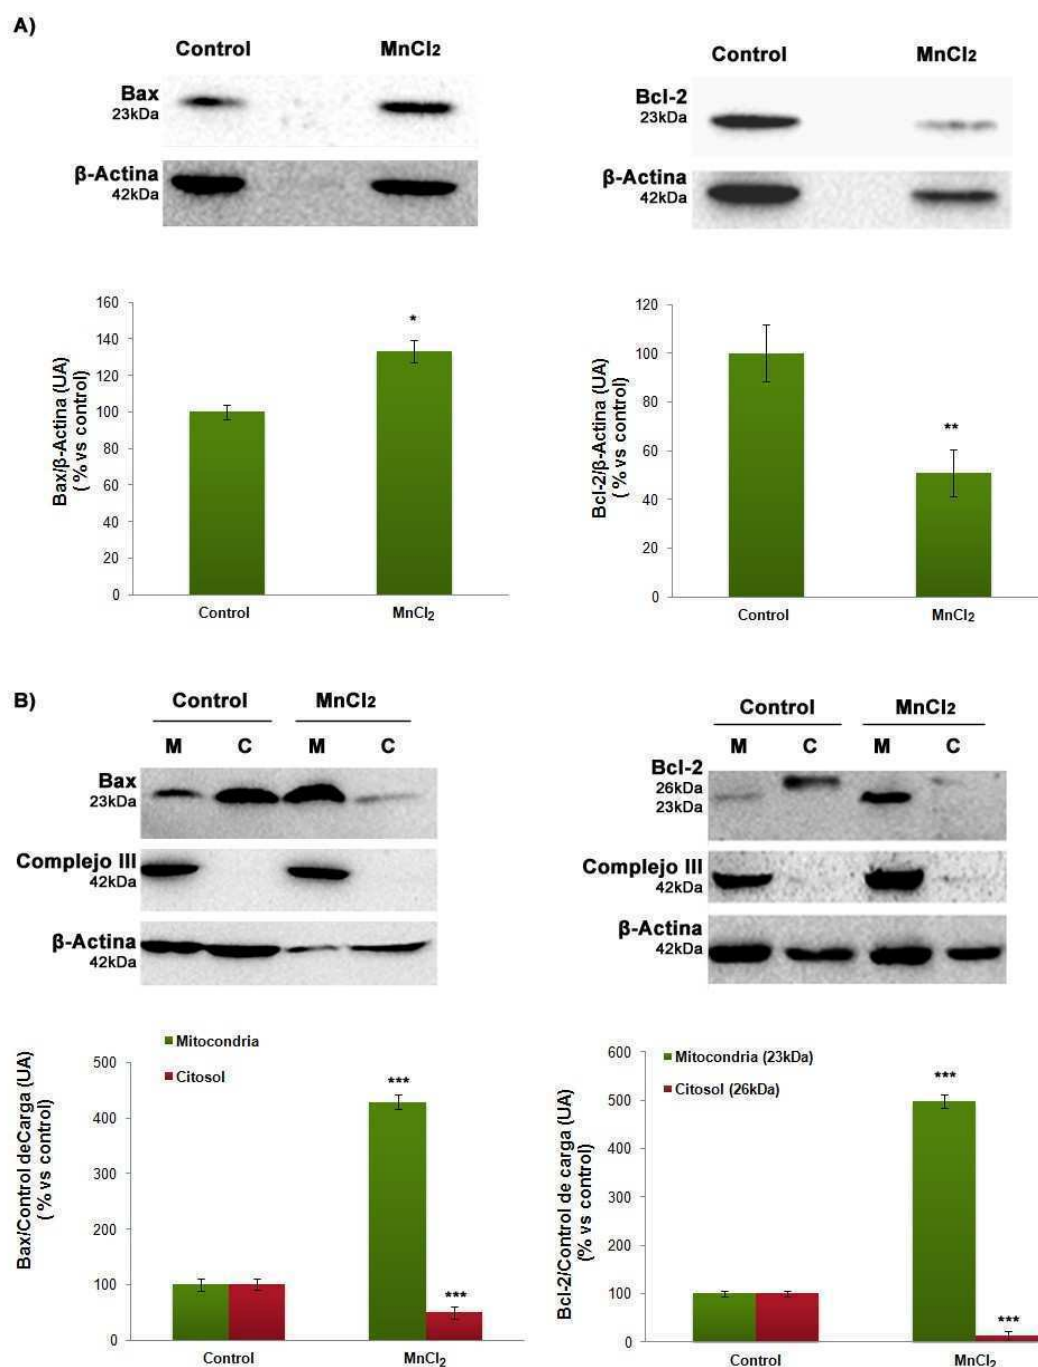 A)
Control MnCl2
Bax
23kDa
β-Actina
42kDa
Control MnCl2
Bcl-2
23kDa
β-Actina
42kDa
Bax/β-Actina (UA)
( % vs control)
160
140
120
100
80
60
40
20
0
*
Control MnCl2
Bcl-2/β-Actina (UA)
( % vs control)
120
100
80
60
40
20
0
**
Control MnCl2
B)
Control MnCl2
M C M C
Bax
23kDa
Complejo III
42kDa
β-Actina
42kDa
Control MnCl2
M C M C
Bcl-2
26kDa
23kDa
Complejo III
42kDa
β-Actina
42kDa
Bax/Control deCarga (UA)
( % vs control)
500
400
300
200
100
0
Mitocondria
Citosol
***
***
Control MnCl2
Bcl-2/Control de carga (UA)
(% vs control)
600
500
400
300
200
100
0
Mitocondria (23kDa)
Citosol (26kDa)
***
***
Control MnCl2